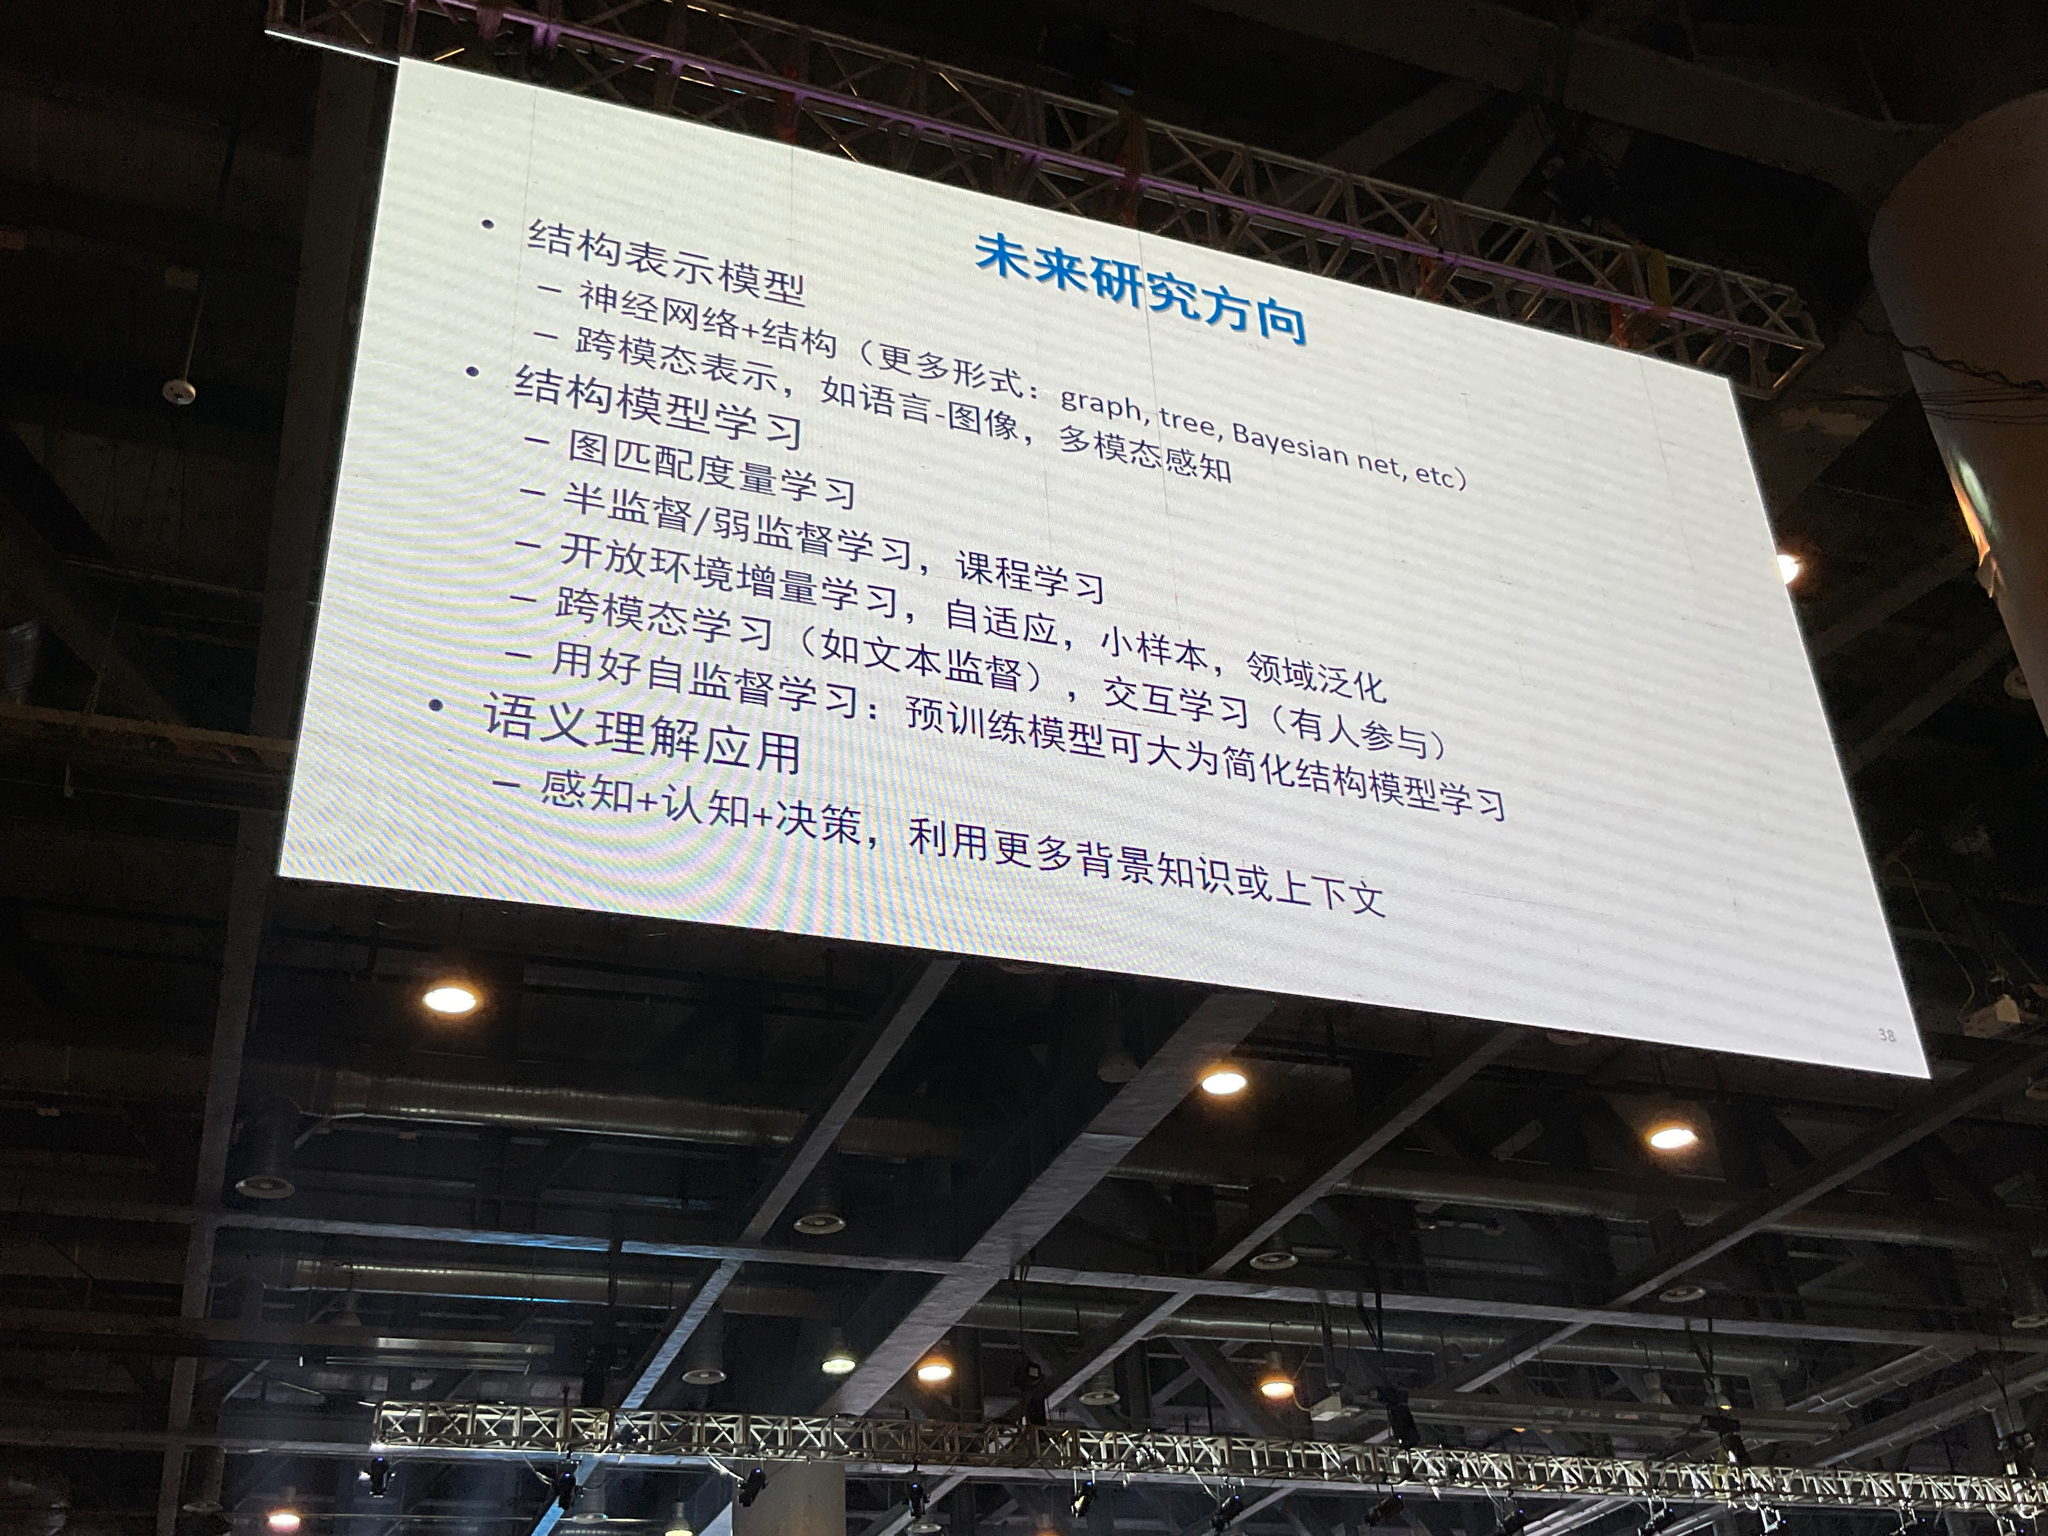 未来研究方向
• 结构表示模型
– 神经网络+结构（更多形式：graph, tree, Bayesian net, etc）
– 跨模态表示，如语言-图像，多模态感知
• 结构模型学习
– 图匹配度量学习
– 半监督/弱监督学习，课程学习
– 开放环境增量学习，自适应，小样本，领域泛化
– 跨模态学习（如文本监督），交互学习（有人参与）
– 用好自监督学习：预训练模型可大为简化结构模型学习
• 语义理解应用
– 感知+认知+决策，利用更多背景知识或上下文
38